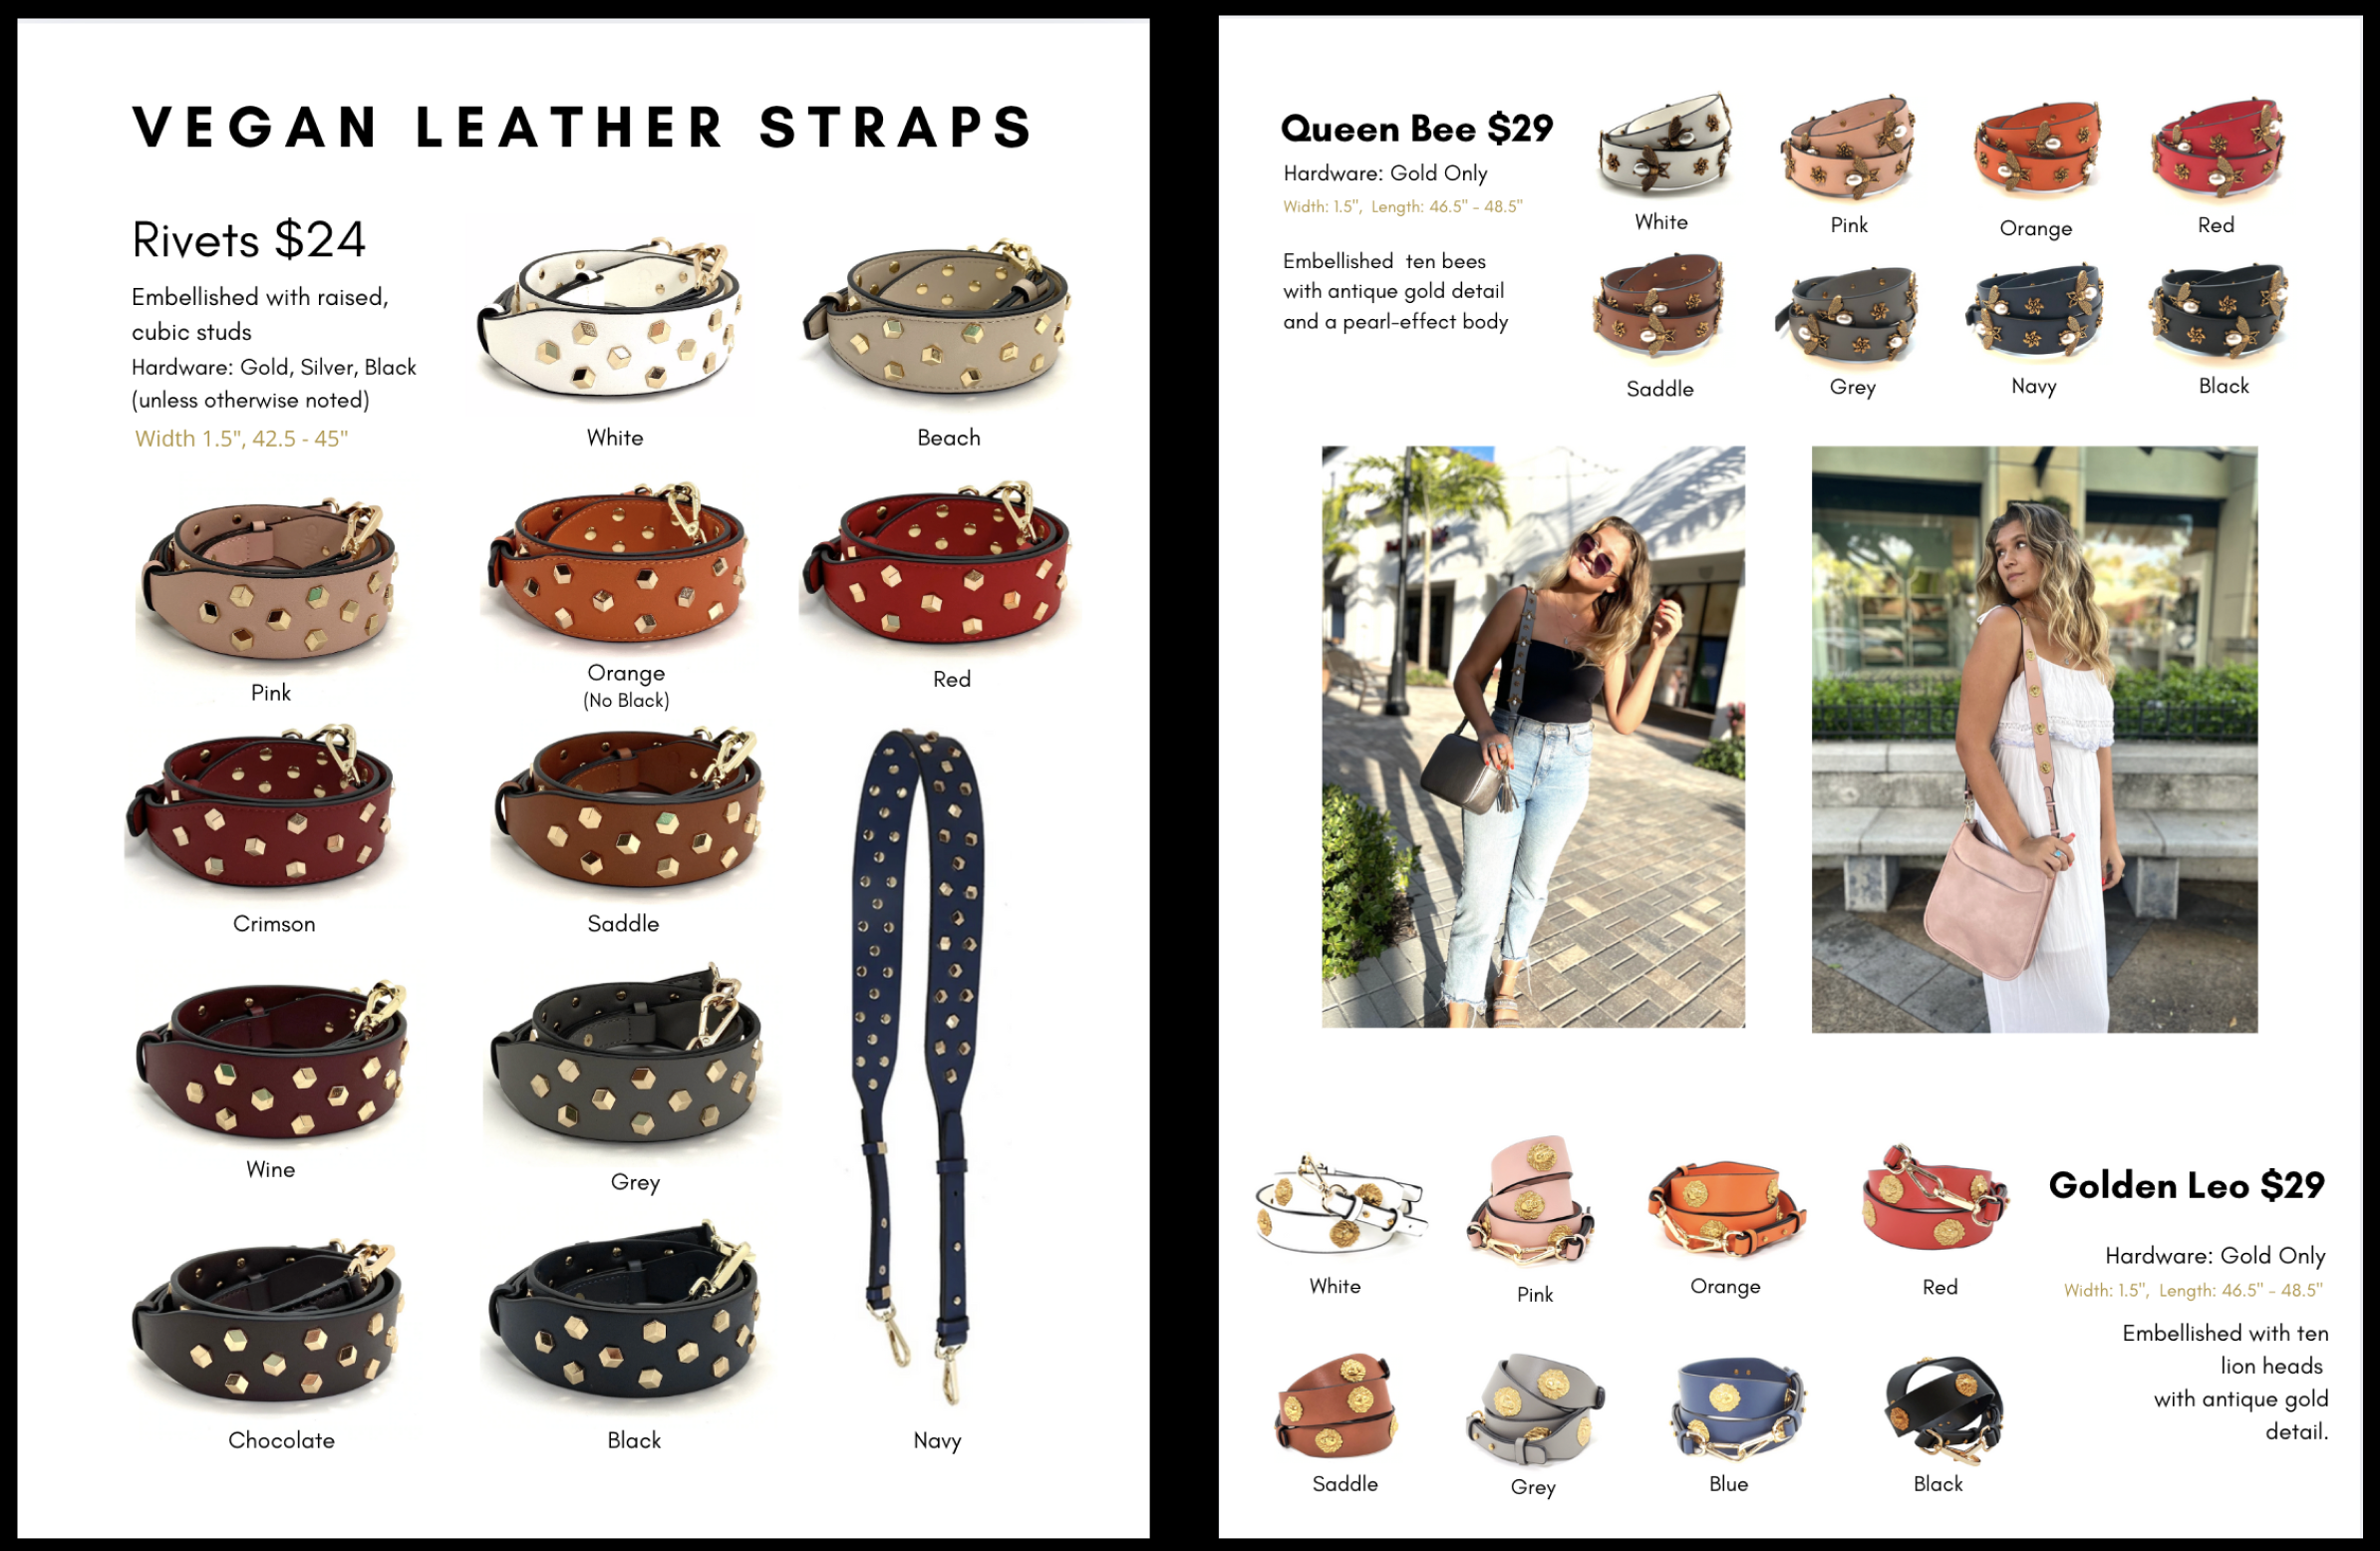 VEGAN LEATHER STRAPS
Rivets $24
Embellished with raised,
cubic studs
Hardware: Gold, Silver, Black
(unless otherwise noted)
Width 1.5", 42.5 - 45"
White
Beach
Pink
Orange
(No Black)
Red
Crimson
Saddle
Wine
Grey
Chocolate
Black
Navy
Queen Bee $29
Hardware: Gold Only
Width: 1.5", Length: 46.5" - 48.5"
Embellished ten bees
with antique gold detail
and a pearl-effect body
White
Pink
Orange
Red
Saddle
Grey
Navy
Black
Golden Leo $29
Hardware: Gold Only
Width: 1.5", Length: 46.5" - 48.5"
Embellished with ten
lion heads
with antique gold
detail.
White
Pink
Orange
Red
Saddle
Grey
Blue
Black